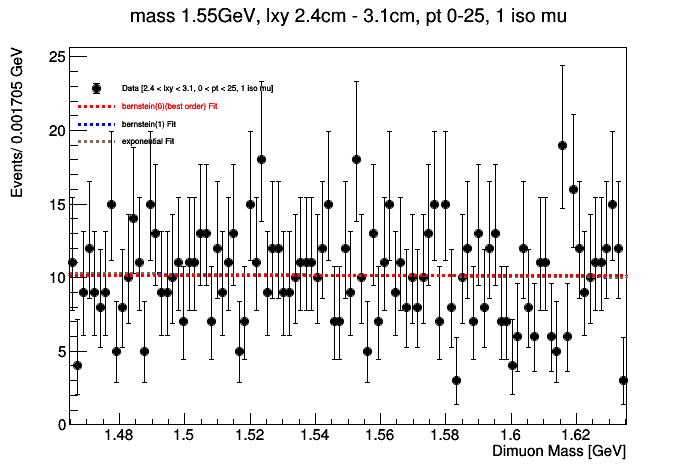 mass 1.55GeV, lxy 2.4cm - 3.1cm, pt 0-25, 1 iso mu
Events/ 0.001705 GeV
25
20
15
10
5
0
Data [2.4 < lxy < 3.1, 0 < pt < 25, 1 iso mu]
bernstein(0)(best order) Fit
bernstein(1) Fit
exponential Fit
1.48
1.5
1.52
1.54
1.56
1.58
1.6
1.62
Dimuon Mass [GeV]